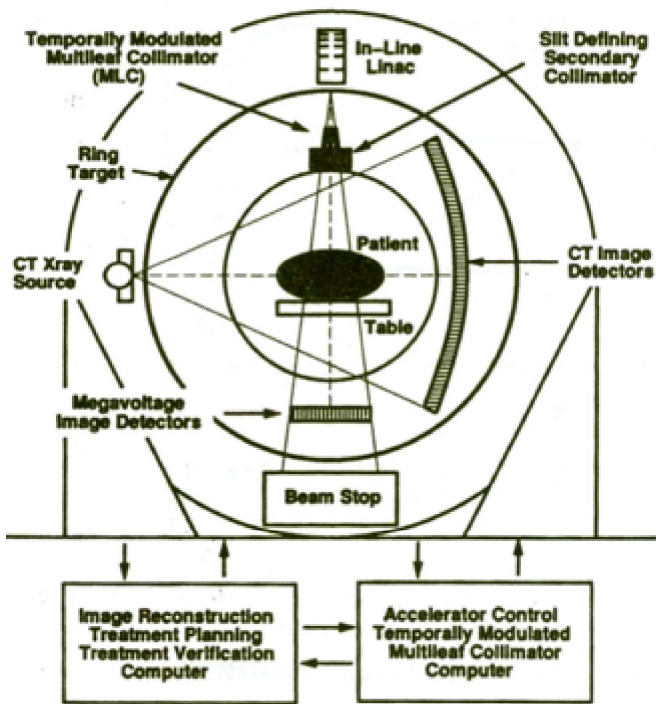 Temporally Modulated
Multileaf Collimator
(MLC)
In-Line
Linac
Slit Defining
Secondary
Collimator
Ring
Target
CT Xray
Source
Patient
CT Image
Detectors
Table
Megavoltage
Image Detectors
Beam Stop
Image Reconstruction
Treatment Planning
Treatment Verification
Computer
Accelerator Control
Temporally Modulated
Multileaf Collimator
Computer